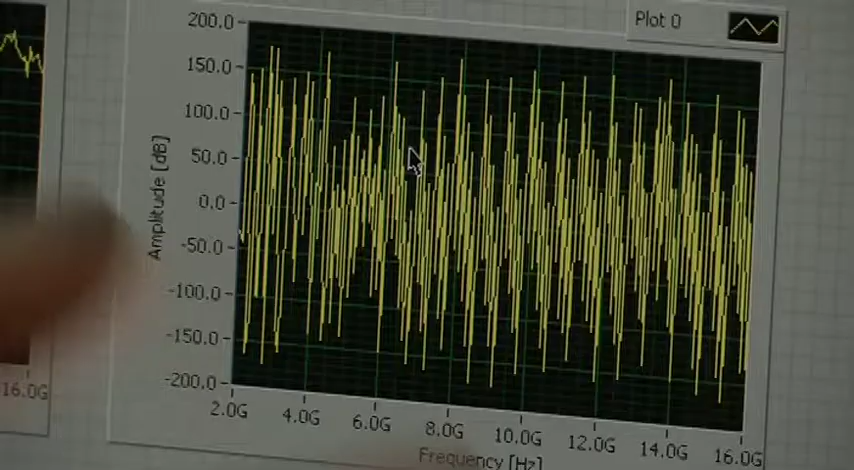 Plot 0
200.0
150.0
100.0
50.0
0.0
-50.0
-100.0
-150.0
-200.0
Amplitude [dB]
2.0G
4.0G
6.0G
8.0G
10.0G
12.0G
14.0G
16.0G
Frequency [Hz]
16.0G